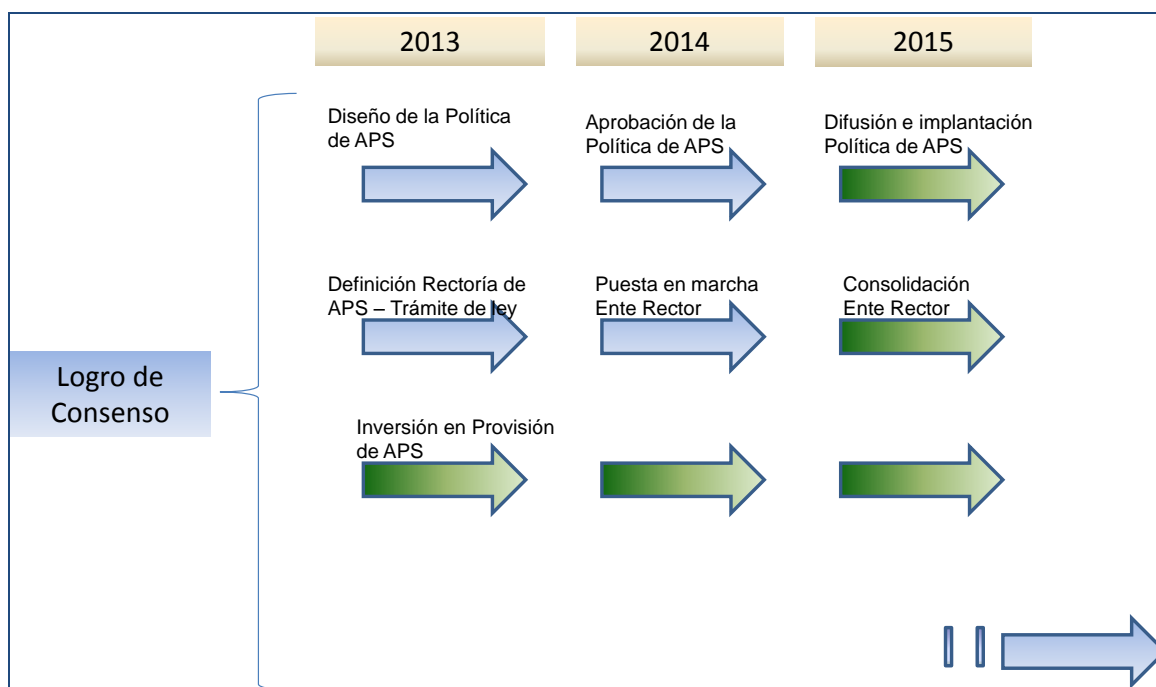 2013
2014
2015
Diseño de la Política
de APS
Aprobación de la
Política de APS
Difusión e implantación
Política de APS
Definición Rectoría de
APS – Trámite de ley
Puesta en marcha
Ente Rector
Consolidación
Ente Rector
Logro de
Consenso
Inversión en Provisión
de APS